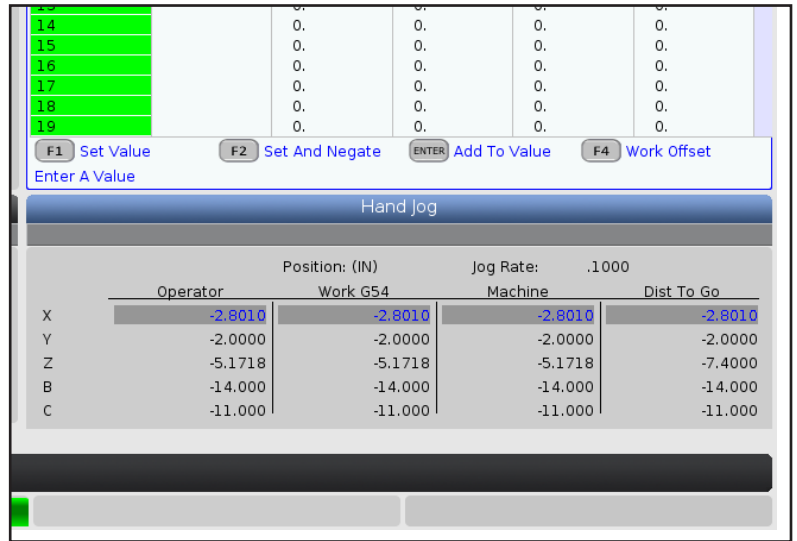 14 0. 0. 0. 0.
15 0. 0. 0. 0.
16 0. 0. 0. 0.
17 0. 0. 0. 0.
18 0. 0. 0. 0.
19 0. 0. 0. 0.
F1 Set Value F2 Set And Negate ENTER Add To Value F4 Work Offset
Enter A Value
Hand Jog
Position: (IN) Jog Rate: .1000
Operator Work G54 Machine Dist To Go
X -2.8010 -2.8010 -2.8010 -2.8010
Y -2.0000 -2.0000 -2.0000 -2.0000
Z -5.1718 -5.1718 -5.1718 -7.4000
B -14.000 -14.000 -14.000 -14.000
C -11.000 -11.000 -11.000 -11.000